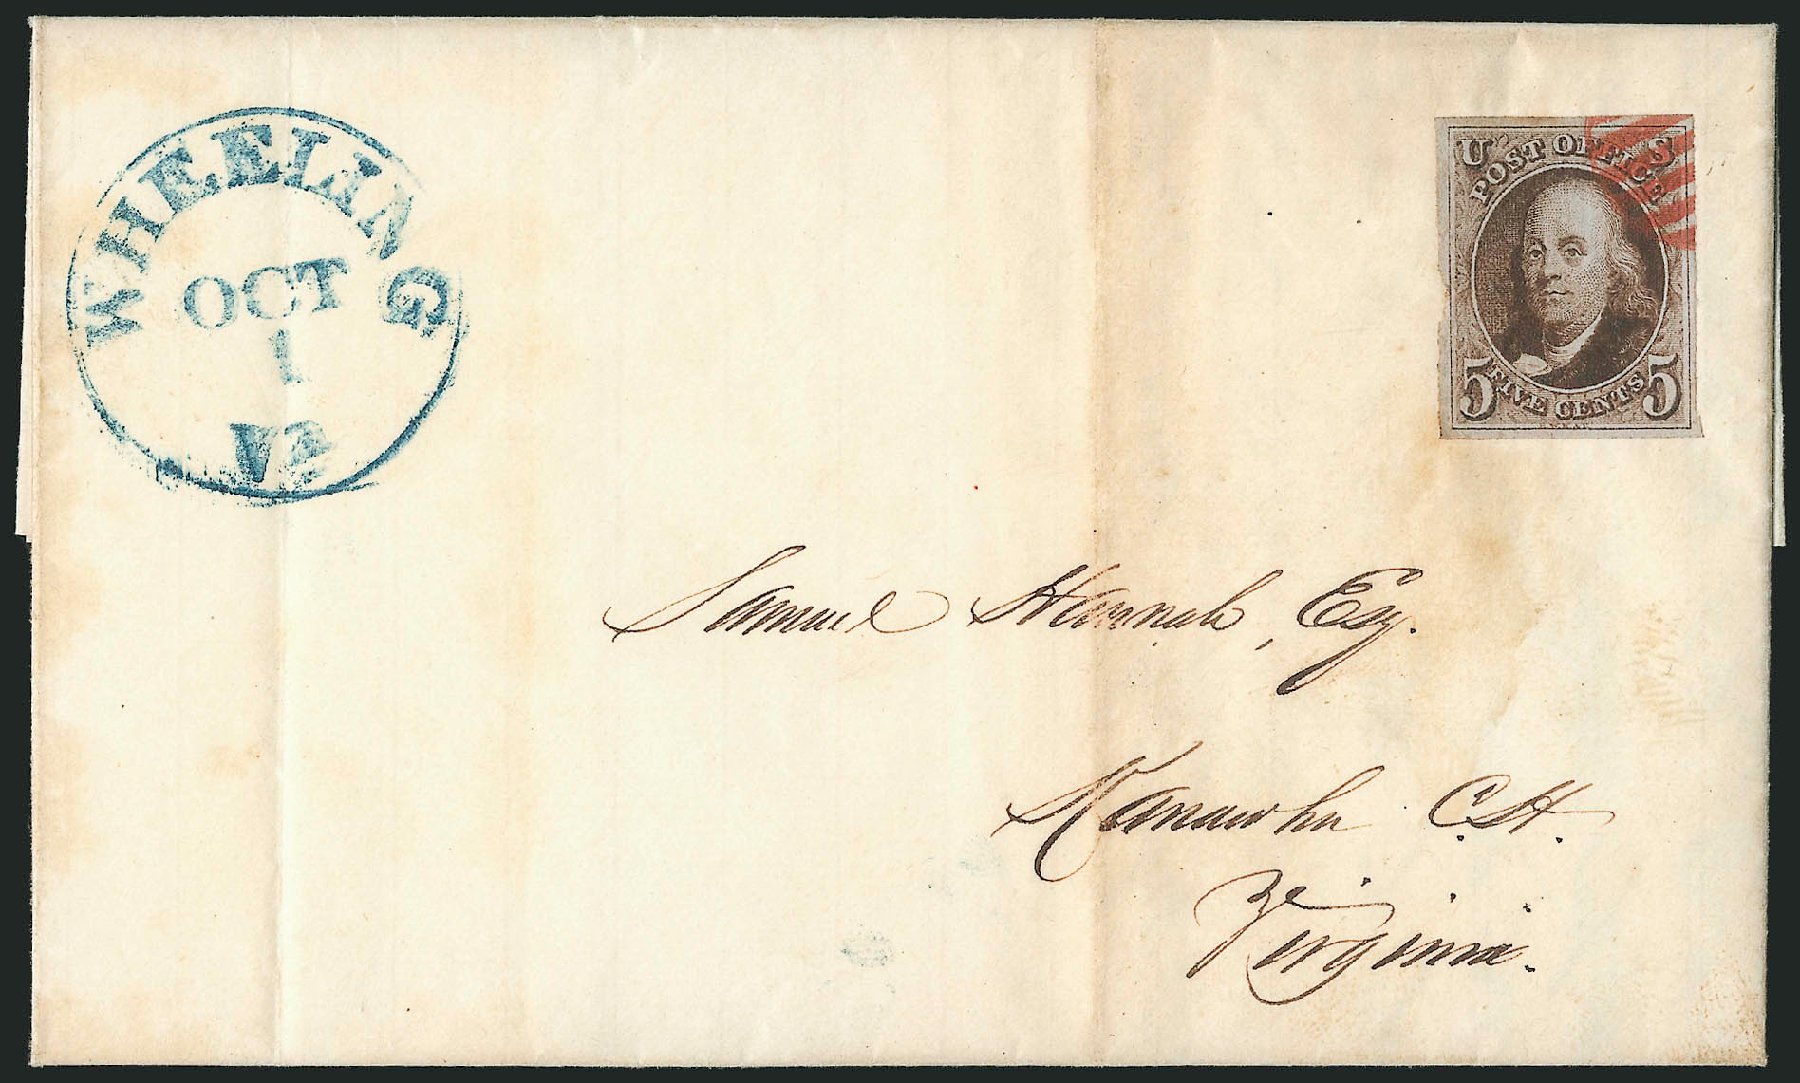 WHEELING
OCT
1
VA
U S
POST OFFICE
5 FIVE CENTS 5
Samuel Hannah, Esq.
Kanawha C.H.
Virginia.